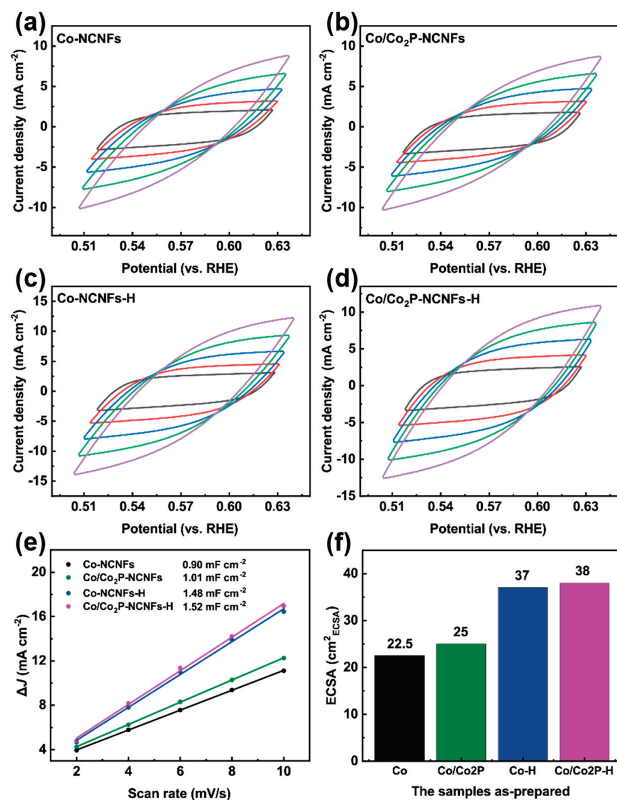 (a)
Co-NCNFs
10
5
0
-5
-10
Current density (mA cm⁻²)
0.51 0.54 0.57 0.60 0.63
Potential (vs. RHE)
(b)
Co/Co₂P-NCNFs
10
5
0
-5
-10
Current density (mA cm⁻²)
0.51 0.54 0.57 0.60 0.63
Potential (vs. RHE)
(c)
Co-NCNFs-H
15
10
5
0
-5
-10
-15
Current density (mA cm⁻²)
0.51 0.54 0.57 0.60 0.63
Potential (vs. RHE)
(d)
Co/Co₂P-NCNFs-H
10
5
0
-5
-10
-15
Current density (mA cm⁻²)
0.51 0.54 0.57 0.60 0.63
Potential (vs. RHE)
(e)
Co-NCNFs 0.90 mF cm⁻²
Co/Co₂P-NCNFs 1.01 mF cm⁻²
Co-NCNFs-H 1.48 mF cm⁻²
Co/Co₂P-NCNFs-H 1.52 mF cm⁻²
20
16
12
8
4
ΔJ (mA cm⁻²)
2 4 6 8 10
Scan rate (mV/s)
(f)
22.5 25 37 38
40
20
0
ECSA (cm²ECSA)
Co Co/Co2P Co-H Co/Co2P-H
The samples as-prepared